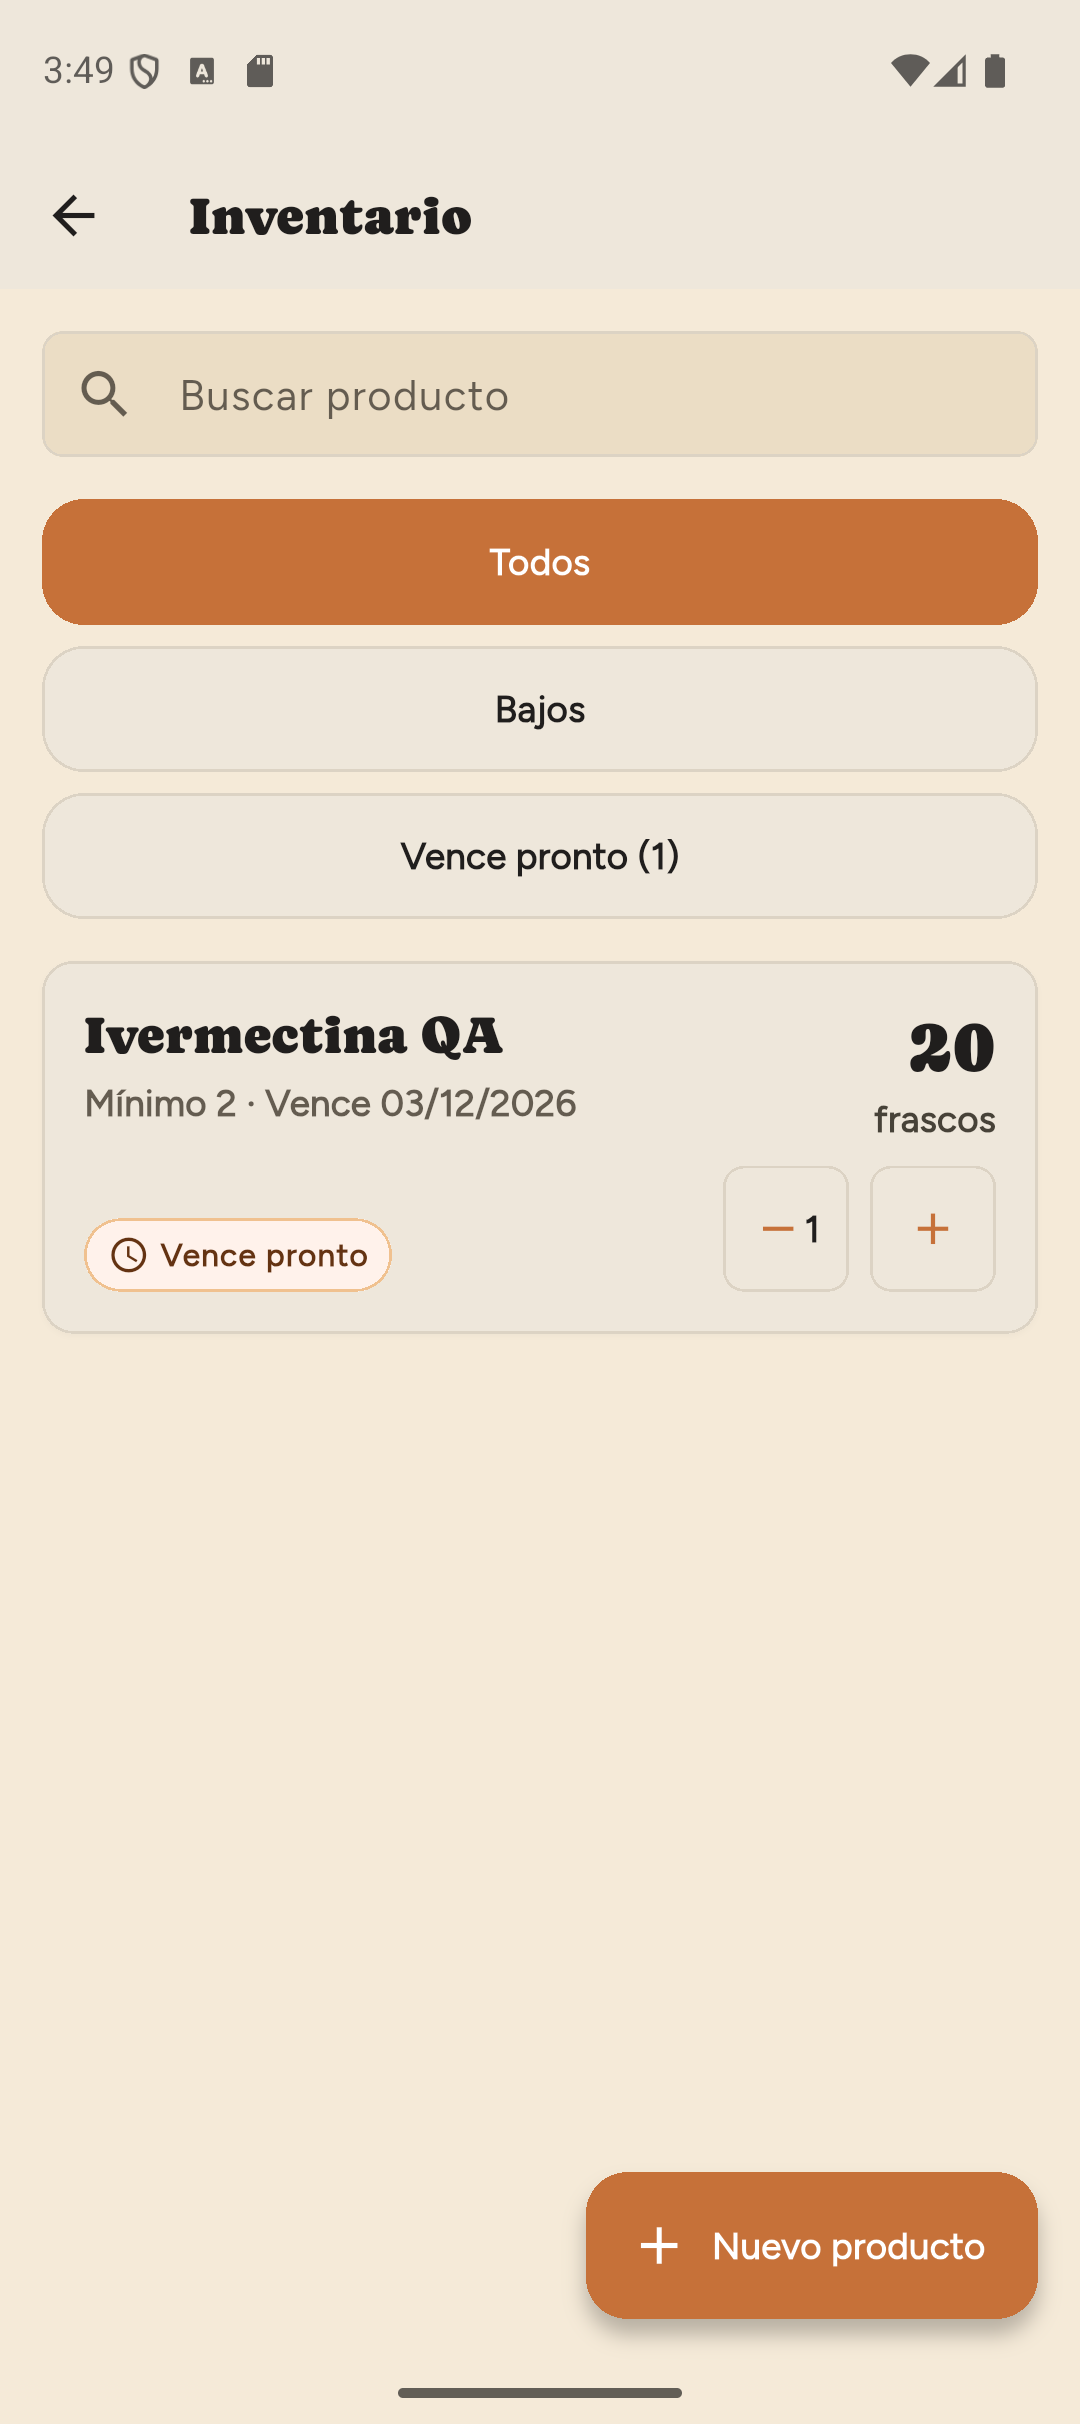 3:49
Inventario
Buscar producto
Todos
Bajos
Vence pronto (1)
Ivermectina QA
20
Mínimo 2 · Vence 03/12/2026
frascos
Vence pronto
− 1
+
+ Nuevo producto